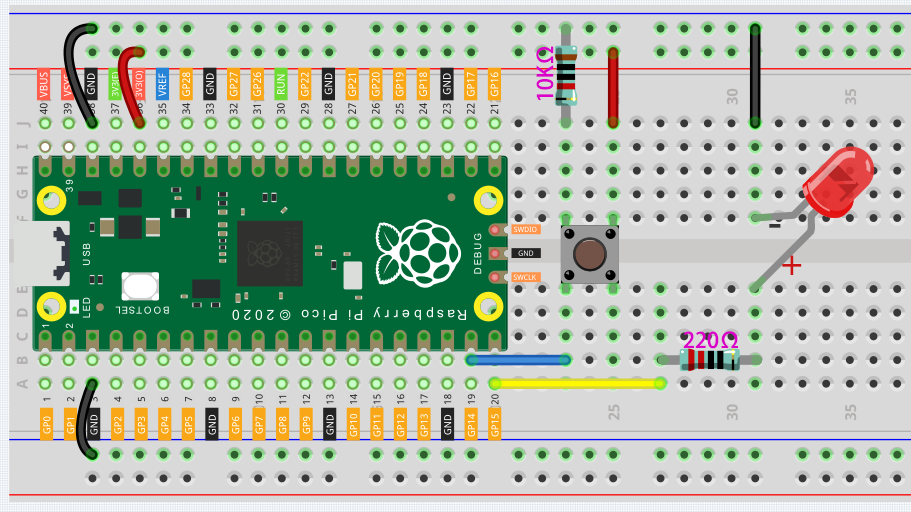 10KΩ
VBUS
VSYS
GND
3V3(E)
3V3(O)
VREF
GP28
GND
GP27
GP26
RUN
GP22
GND
GP21
GP20
GP19
GP18
GND
GP17
GP16
40 39 38 37 36 35 34 33 32 31 30 29 28 27 26 25 24 23 22 21
30 35
J
I
H
G
f
39
USB
DEBUG
SWDIO
GND
SWCLK
BOOTSEL
LED
Raspberry Pi Pico © 2020
1 2
-
+
220Ω
E
D
C
B
A
1 2 3 4 5 6 7 8 9 10 11 12 13 14 15 16 17 18 19 20
25 30 35
GP0
GP1
GND
GP2
GP3
GP4
GP5
GND
GP6
GP7
GP8
GP9
GND
GP10
GP11
GP12
GP13
GND
GP14
GP15